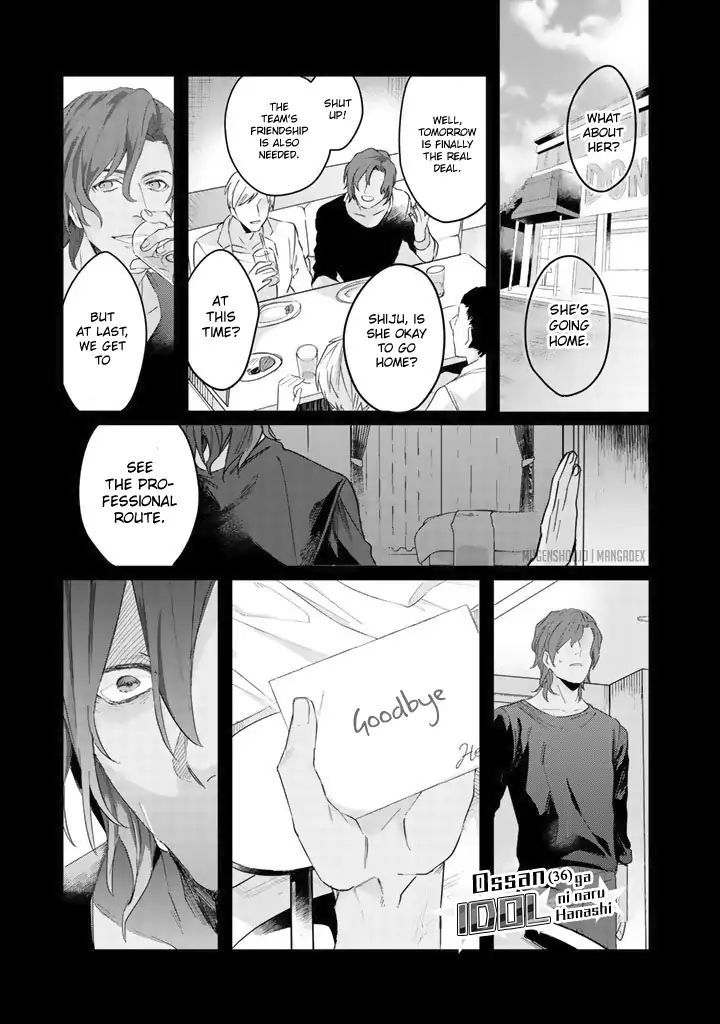 WHAT
ABOUT
HER?
SHE'S
GOING
HOME.
DON
WELL,
TOMORROW
IS FINALLY
THE REAL
DEAL.
SHUT
UP!
THE
TEAM'S
FRIENDSHIP
IS ALSO
NEEDED.
SHIJU, IS
SHE OKAY
TO GO
HOME?
AT
THIS
TIME?
BUT
AT LAST,
WE GET
TO
SEE
THE PRO-
FESSIONAL
ROUTE.
MUGENSHOUJO | MANGADEX
Goodbye
He
Ossan (36) ga
IDOL ni naru
Hanashi